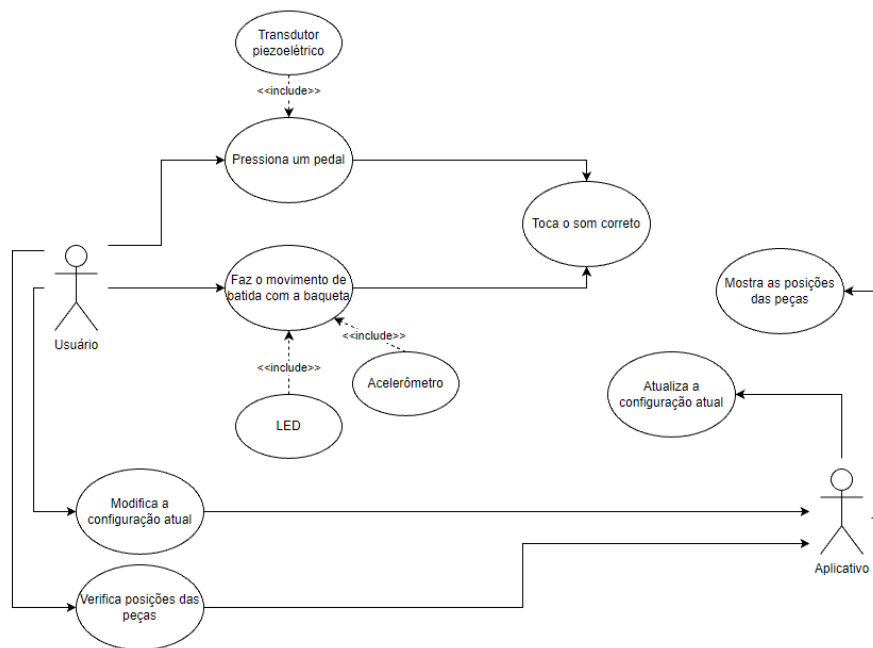 Transdutor
piezoelétrico
<<include>>
Pressiona um pedal
Toca o som correto
Faz o movimento de
batida com a baqueta
Mostra as posições
das peças
Usuário
<<include>>
<<include>>
Acelerômetro
Atualiza a
configuração atual
LED
Modifica a
configuração atual
Aplicativo
Verifica posições das
peças